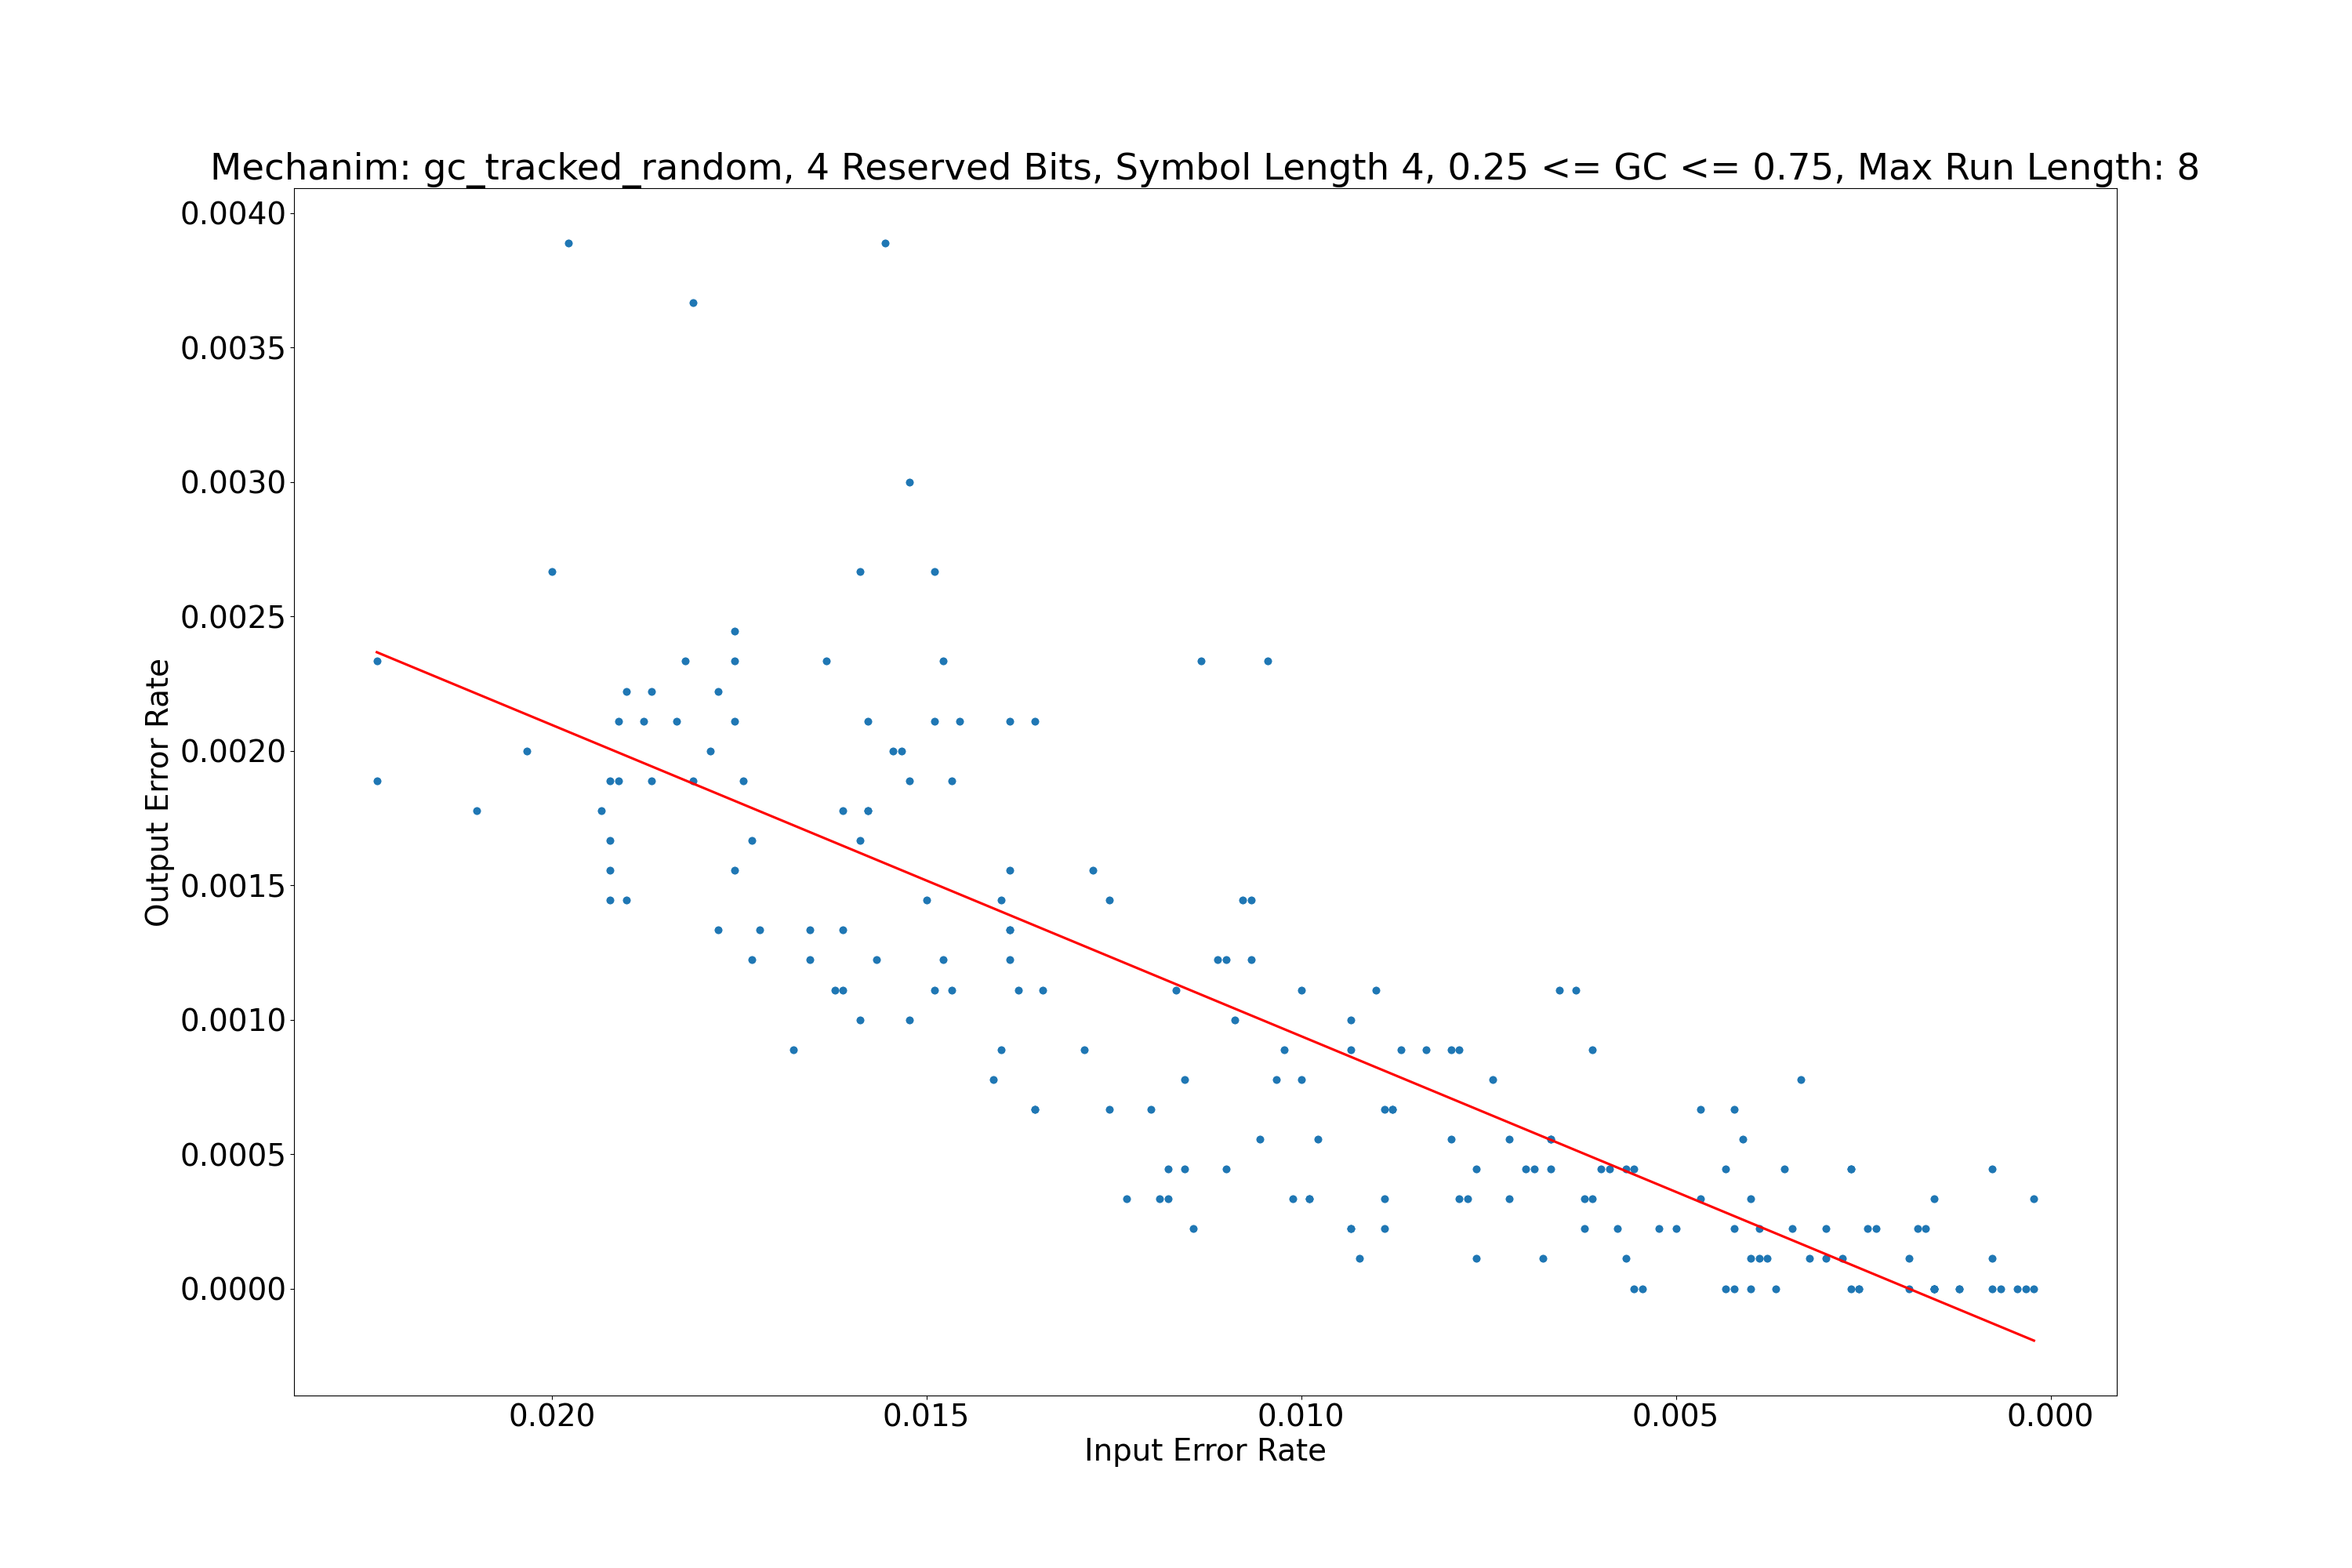 Mechanim: gc_tracked_random, 4 Reserved Bits, Symbol Length 4, 0.25 <= GC <= 0.75, Max Run Length: 8
0.0040
0.0035
0.0030
0.0025
0.0020
0.0015
0.0010
0.0005
0.0000
Output Error Rate
0.020 0.015 0.010 0.005 0.000
Input Error Rate